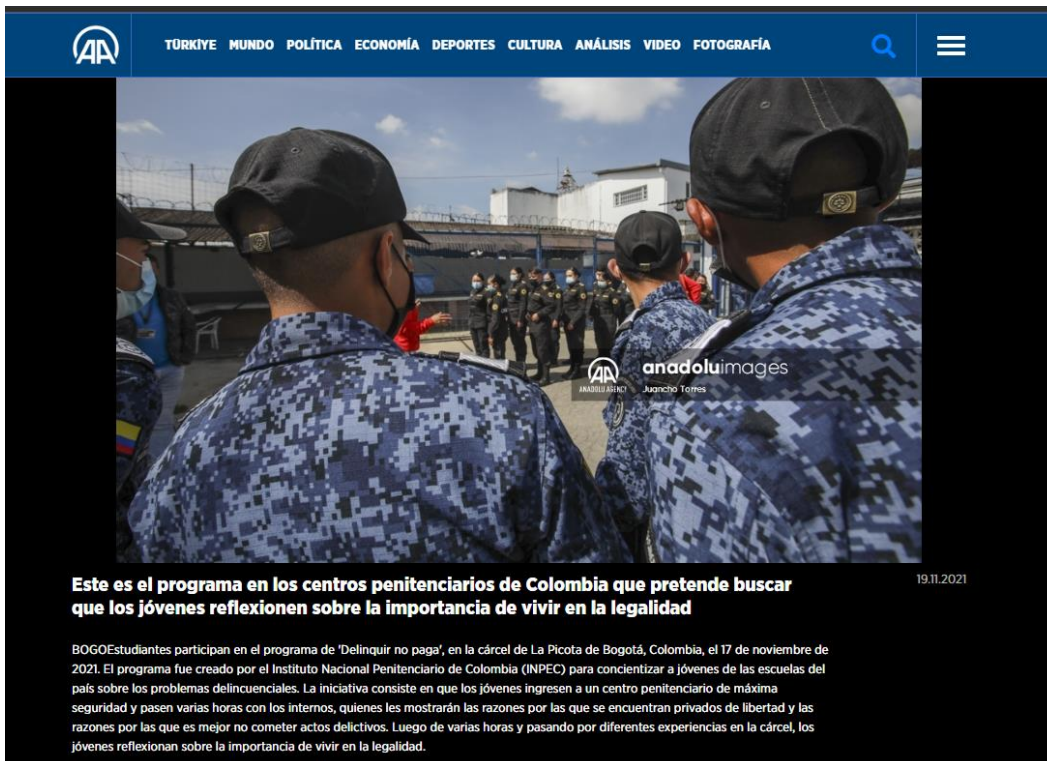 AA
TÜRKİYE MUNDO POLÍTICA ECONOMÍA DEPORTES CULTURA ANÁLISIS VIDEO FOTOGRAFÍA
anadoluimages
ANADOLU AGENCY
Juancho Torres
Este es el programa en los centros penitenciarios de Colombia que pretende buscar
que los jóvenes reflexionen sobre la importancia de vivir en la legalidad
19.11.2021
BOGOEstudiantes participan en el programa de 'Delinquir no paga', en la cárcel de La Picota de Bogotá, Colombia, el 17 de noviembre de
2021. El programa fue creado por el Instituto Nacional Penitenciario de Colombia (INPEC) para concientizar a jóvenes de las escuelas del
país sobre los problemas delincuenciales. La iniciativa consiste en que los jóvenes ingresen a un centro penitenciario de máxima
seguridad y pasen varias horas con los internos, quienes les mostrarán las razones por las que se encuentran privados de libertad y las
razones por las que es mejor no cometer actos delictivos. Luego de varias horas y pasando por diferentes experiencias en la cárcel, los
jóvenes reflexionan sobre la importancia de vivir en la legalidad.